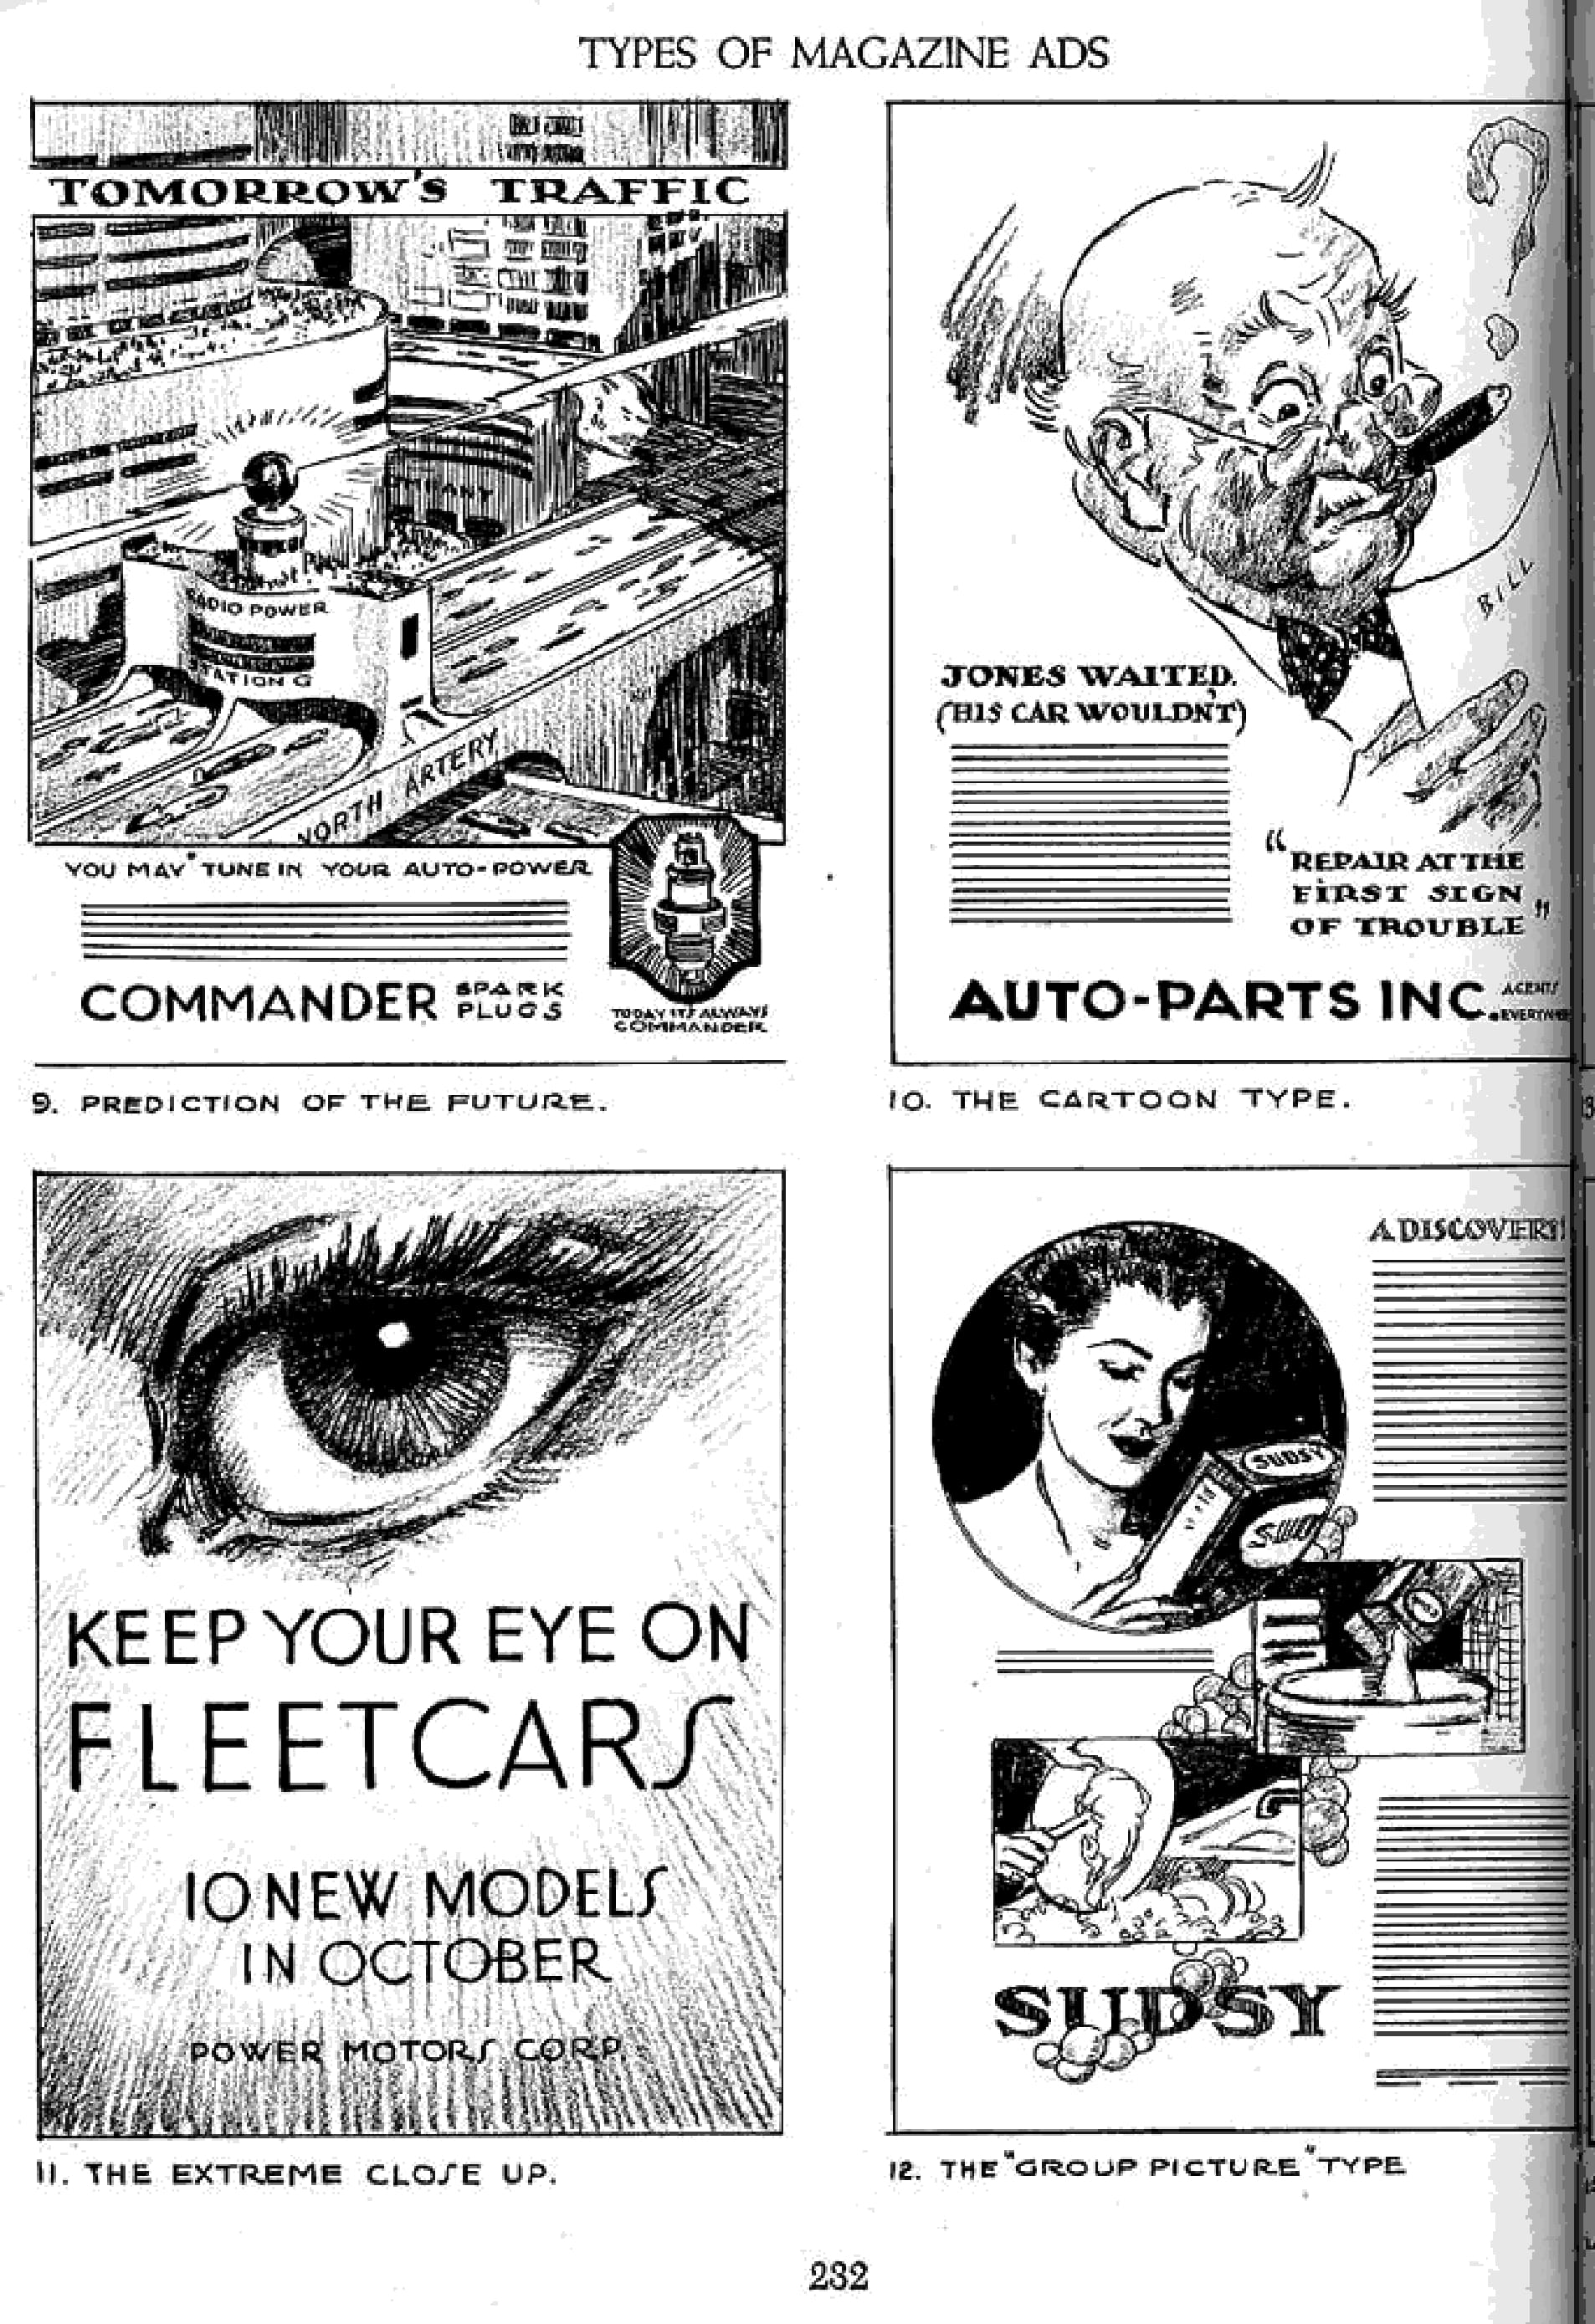 TYPES OF MAGAZINE ADS
TOMORROW'S TRAFFIC
RADIO POWER
STATION G
NORTH ARTERY
YOU MAY "TUNE IN YOUR AUTO-POWER
COMMANDER SPARK
PLUGS
TODAY IT'S ALWAYS
COMMANDER
9. PREDICTION OF THE FUTURE.
BILL
JONES WAITED.
(HIS CAR WOULDN'T)
"REPAIR AT THE
FIRST SIGN
OF TROUBLE"
AUTO-PARTS INC.
AGENTS
10. THE CARTOON TYPE.
KEEP YOUR EYE ON
FLEETCARS
10 NEW MODELS
IN OCTOBER
POWER MOTORS CORP.
11. THE EXTREME CLOSE UP.
A DISCOVERY!
SUDSY
SUDSY
12. THE "GROUP PICTURE" TYPE
232